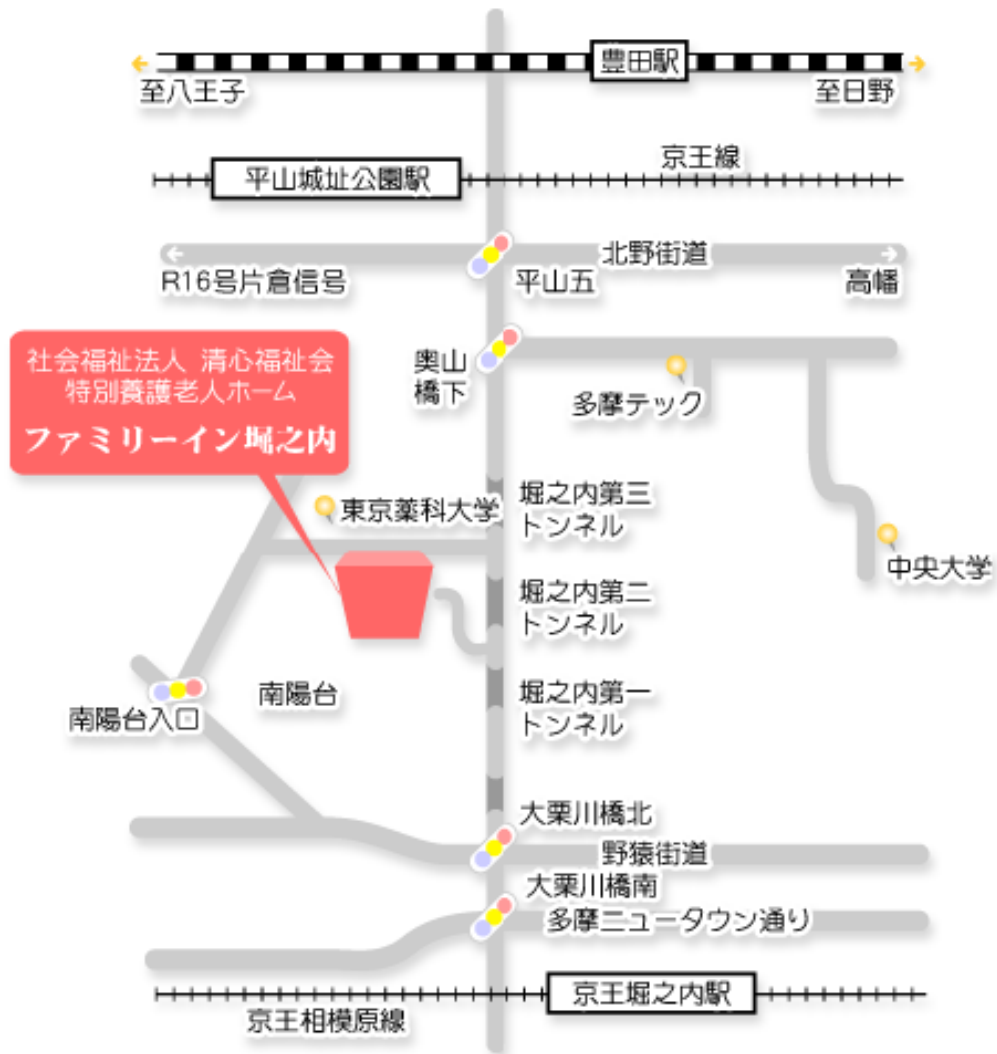 豊田駅
至八王子
至日野
京王線
平山城址公園駅
北野街道
R16号片倉信号
平山五
高幡
社会福祉法人 清心福祉会
特別養護老人ホーム
ファミリーイン堀之内
奥山
橋下
多摩テック
東京薬科大学
堀之内第三
トンネル
中央大学
堀之内第二
トンネル
南陽台
堀之内第一
トンネル
南陽台入口
大栗川橋北
野猿街道
大栗川橋南
多摩ニュータウン通り
京王堀之内駅
京王相模原線